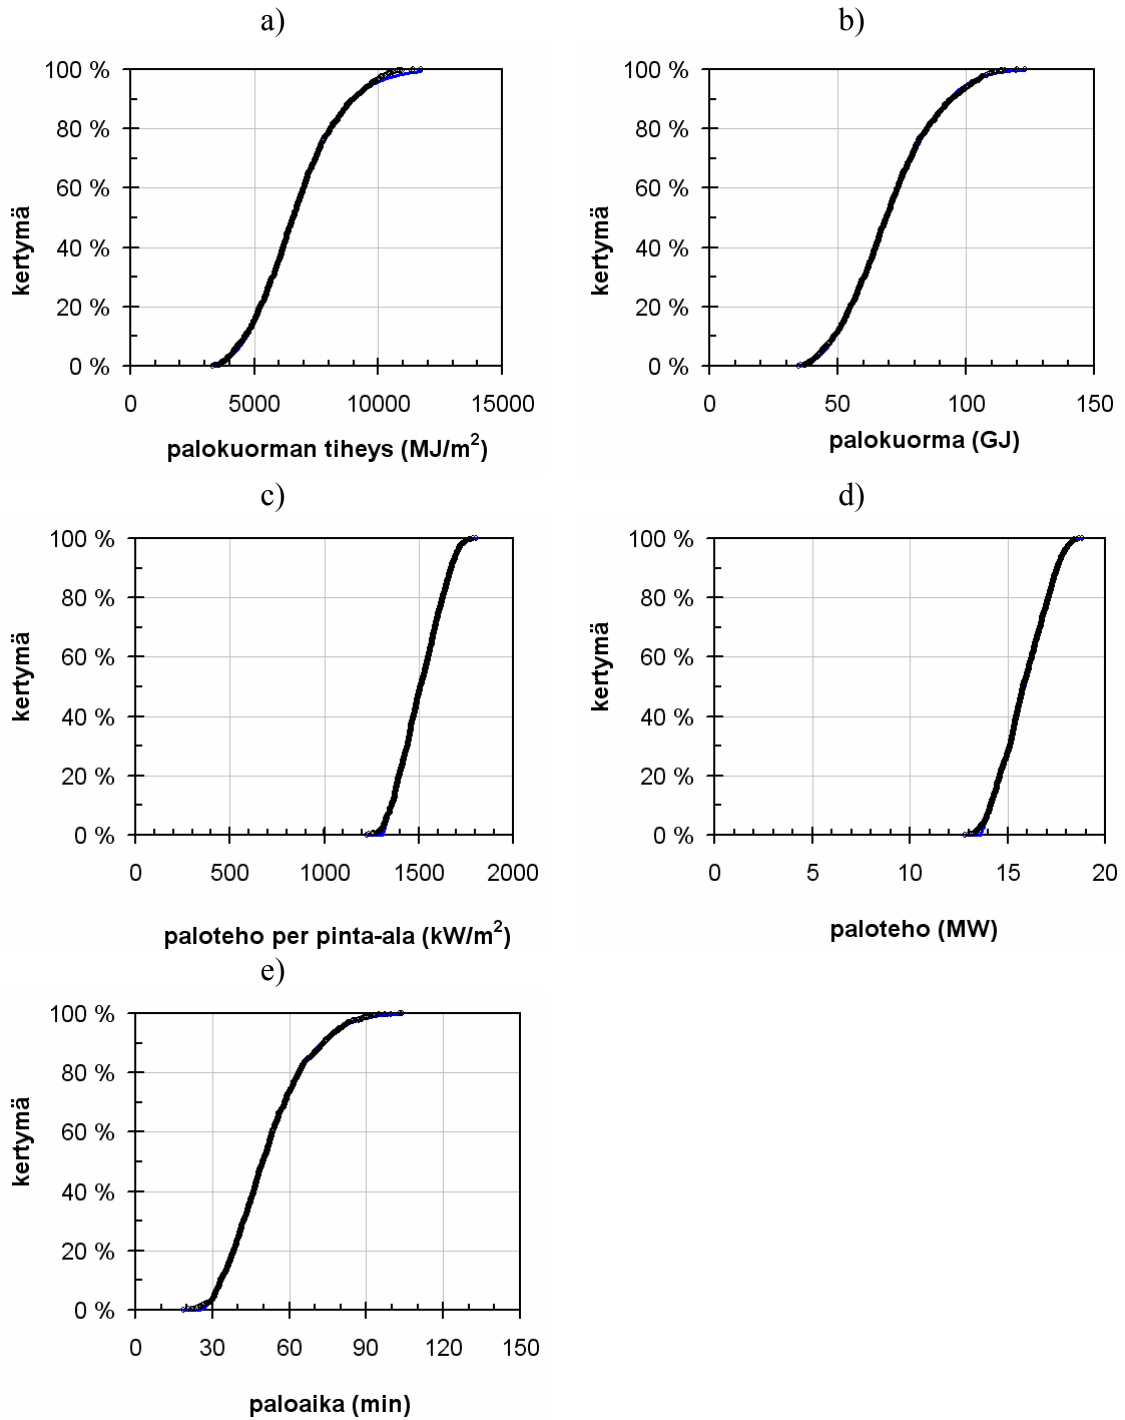 a)
100 %
80 %
60 %
40 %
20 %
0 %
kertymä
0 5000 10000 15000
palokuorman tiheys (MJ/m²)
b)
100 %
80 %
60 %
40 %
20 %
0 %
kertymä
0 50 100 150
palokuorma (GJ)
c)
100 %
80 %
60 %
40 %
20 %
0 %
kertymä
0 500 1000 1500 2000
paloteho per pinta-ala (kW/m²)
d)
100 %
80 %
60 %
40 %
20 %
0 %
kertymä
0 5 10 15 20
paloteho (MW)
e)
100 %
80 %
60 %
40 %
20 %
0 %
kertymä
0 30 60 90 120 150
paloaika (min)